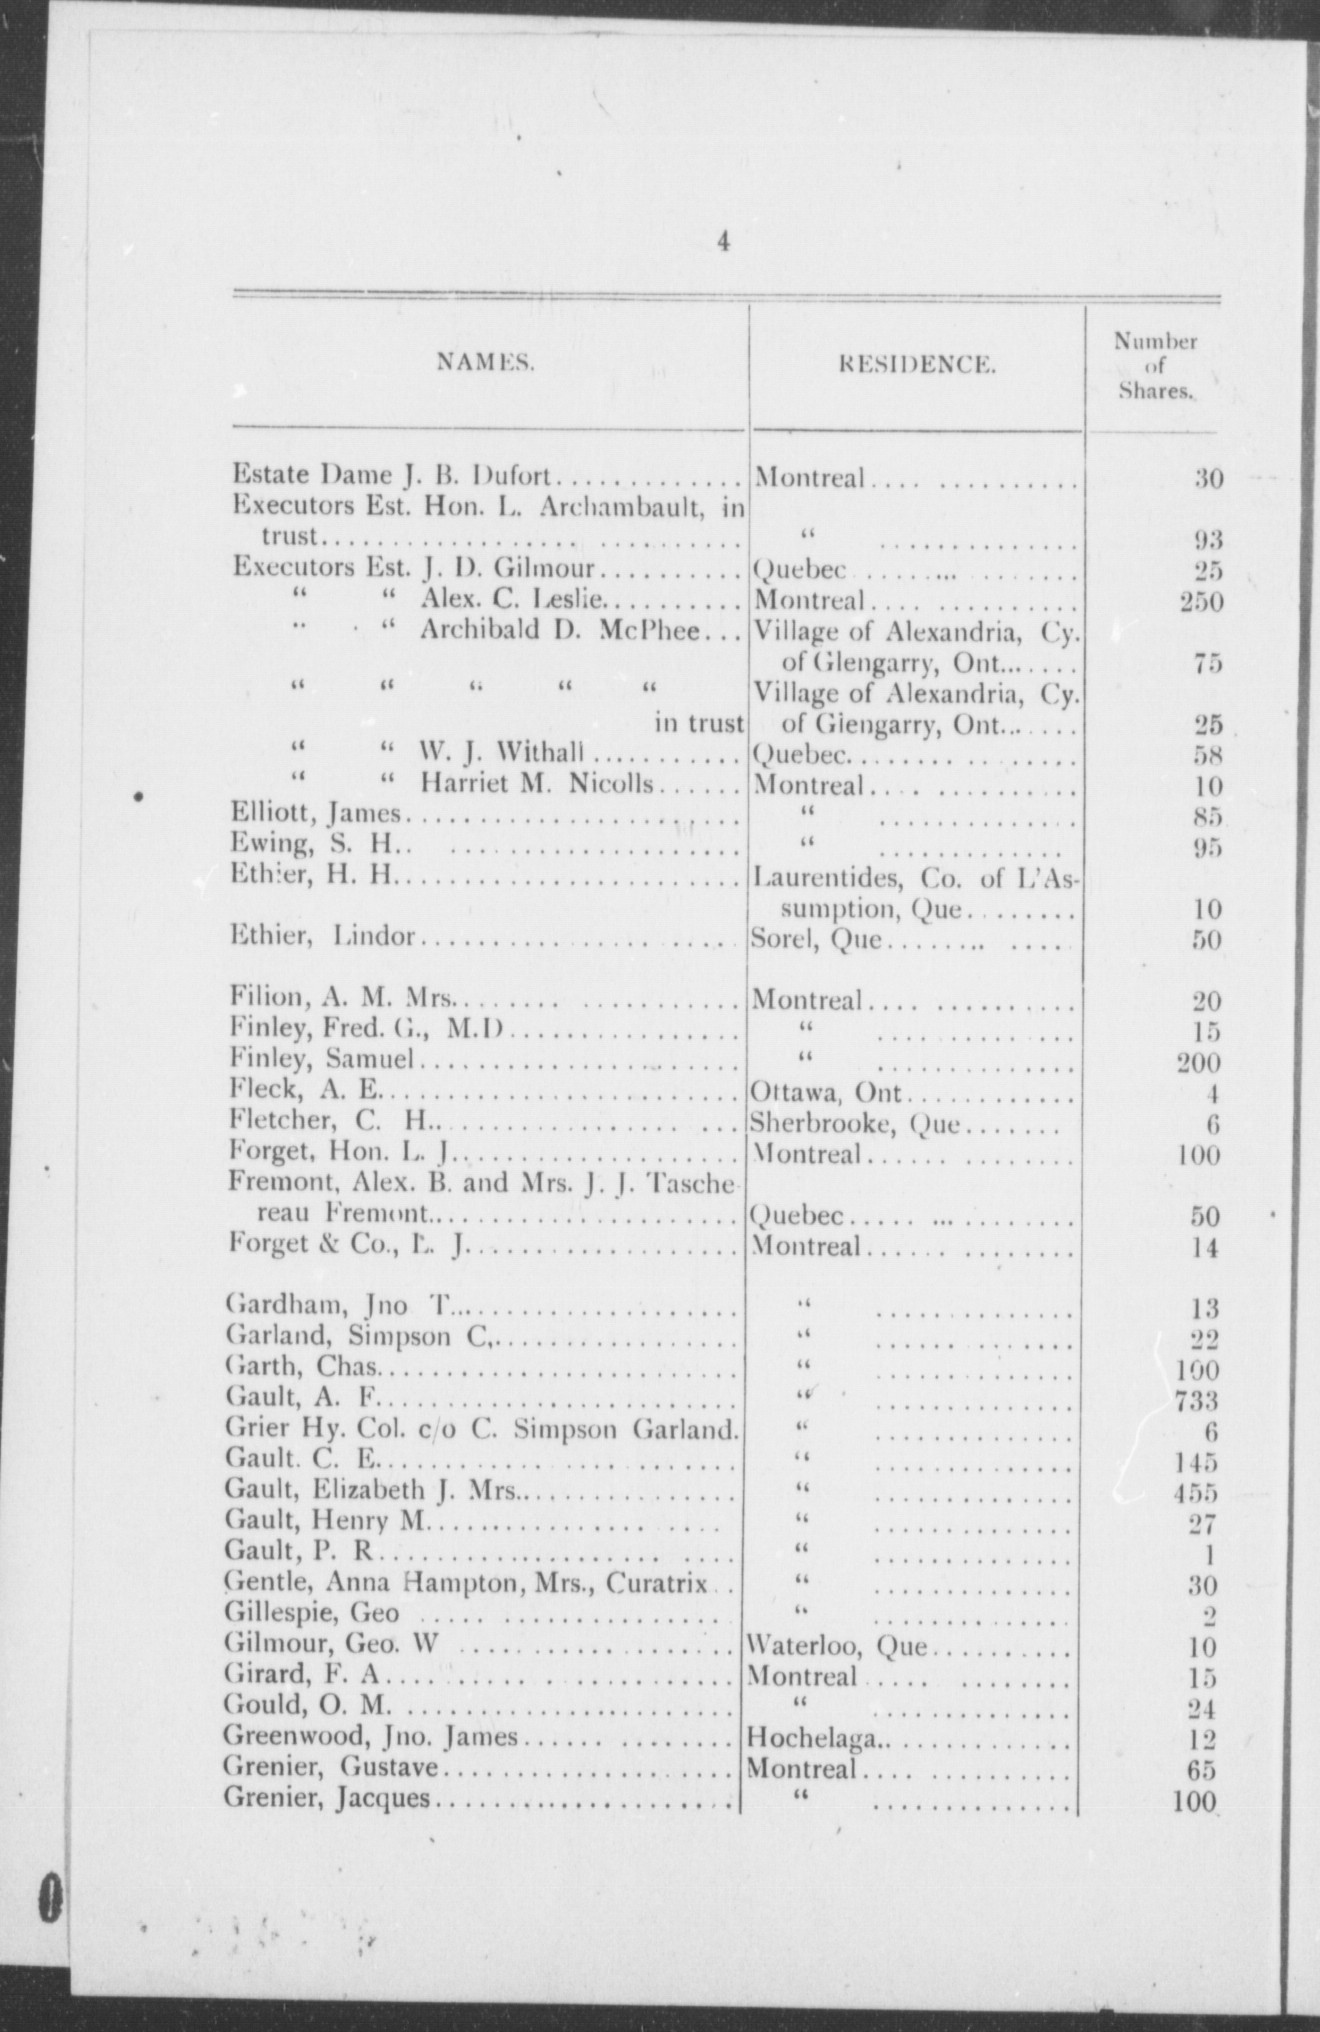 4
NAMES. RESIDENCE. Number
of
Shares.
Estate Dame J. B. Dufort............. Montreal.... .......... 30
Executors Est. Hon. L. Archambault, in
trust.................. .......... “ .............. 93
Executors Est. J. D. Gilmour.......... Quebec ........ ........ 25
“ “ Alex. C. Leslie.......... Montreal.... .......... 250
“ “ Archibald D. McPhee... Village of Alexandria, Cy.
of Glengarry, Ont....... 75
“ “ “ “ “ Village of Alexandria, Cy.
in trust of Glengarry, Ont....... 25
“ “ W. J. Withall ........... Quebec................ 58
“ “ Harriet M. Nicolls...... Montreal.... .......... 10
Elliott, James....................... “ .............. 85
Ewing, S. H.. .................... “ ............. 95
Ethier, H. H........................ Laurentides, Co. of L'As-
sumption, Que........ 10
Ethier, Lindor...................... Sorel, Que....... .... 50
Filion, A. M. Mrs........ ........... Montreal.... .......... 20
Finley, Fred. G., M.D................ “ .............. 15
Finley, Samuel...................... “ .............. 200
Fleck, A. E......................... Ottawa, Ont............ 4
Fletcher, C. H................... ... Sherbrooke, Que....... 6
Forget, Hon. L. J.................... Montreal...... ........ 100
Fremont, Alex. B. and Mrs. J. J. Tasche-
reau Fremont...................... Quebec..... ... ........ 50
Forget & Co., L. J................... Montreal...... ........ 14
Gardham, Jno T..................... “ .............. 13
Garland, Simpson C,................. “ .............. 22
Garth, Chas......................... “ .............. 100
Gault, A. F......................... “ .............. 733
Grier Hy. Col. c/o C. Simpson Garland. “ .............. 6
Gault. C. E................ ....... “ .............. 145
Gault, Elizabeth J. Mrs................ “ .............. 455
Gault, Henry M............... .... “ .............. 27
Gault, P. R.................... .... “ .............. 1
Gentle, Anna Hampton, Mrs., Curatrix. . “ .............. 30
Gillespie, Geo ..... ................ “ .............. 2
Gilmour, Geo. W ................... Waterloo, Que.......... 10
Girard, F. A........... ............. Montreal ..... ........ 15
Gould, O. M. ....................... “ .............. 24
Greenwood, Jno. James...... ........ Hochelaga.............. 12
Grenier, Gustave.................... Montreal.... .......... 65
Grenier, Jacques..................... “ .............. 100